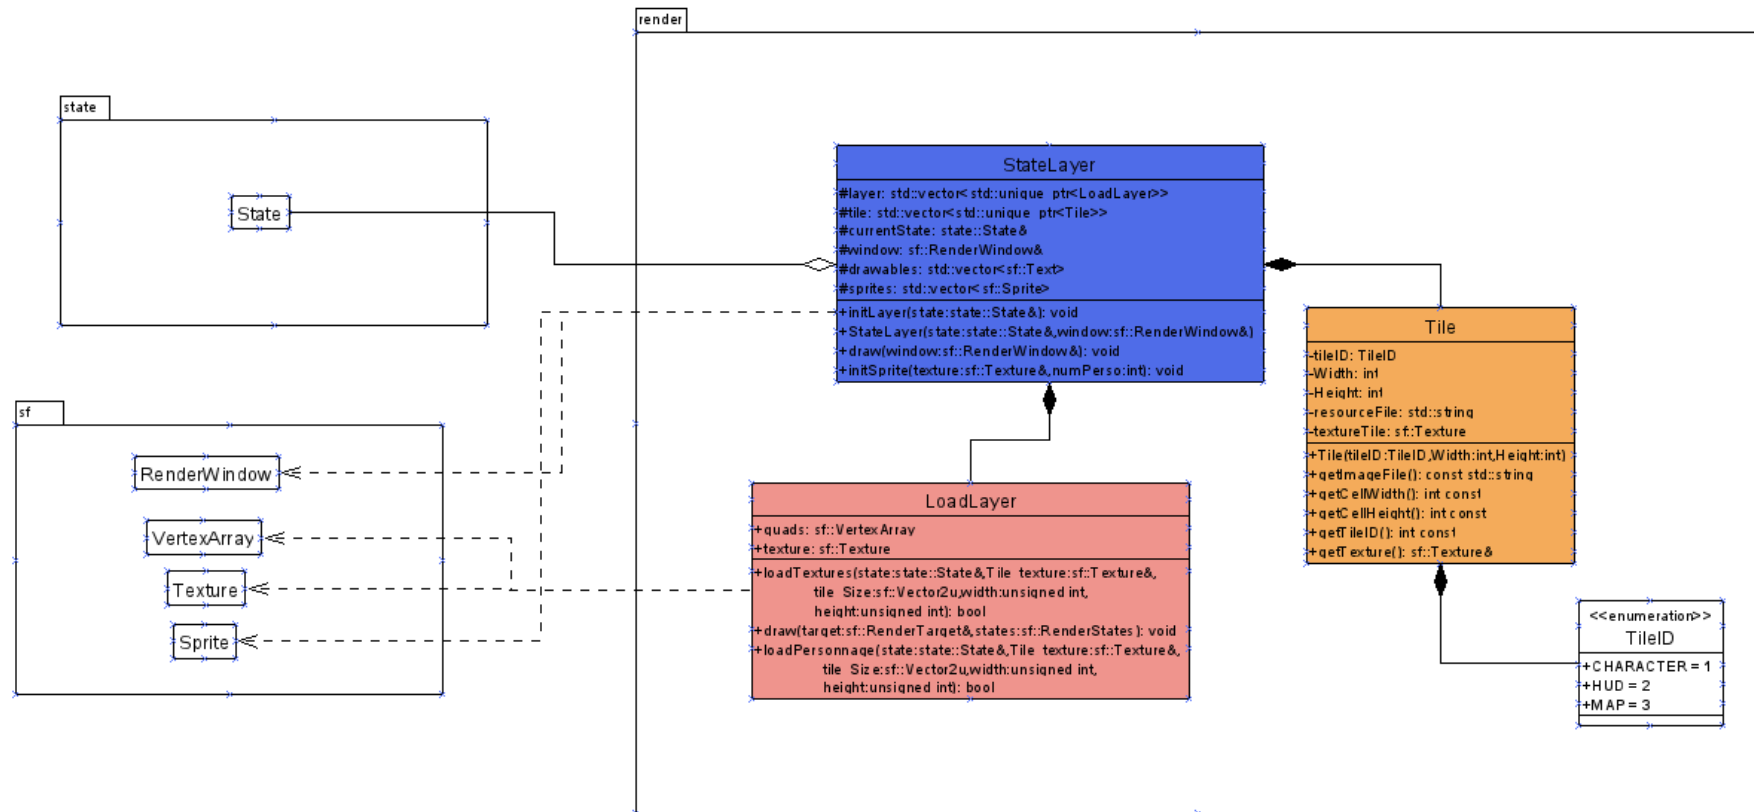 render
state
State
StateLayer
#layer: std::vector<std::unique ptr<LoadLayer>>
#tile: std::vector<std::unique ptr<Tile>>
#currentState: state::State&
#window: sf::RenderWindow&
#drawables: std::vector<sf::Text>
#sprites: std::vector<sf::Sprite>
+initLayer(state:state::State&): void
+StateLayer(state:state::State&,window:sf::RenderWindow&)
+draw(window:sf::RenderWindow&): void
+initSprite(texture:sf::Texture&,numPerso:int): void
Tile
-tileID: TileID
-Width: int
-Height: int
-resourceFile: std::string
-textureTile: sf::Texture
+Tile(tileID:TileID,Width:int,Height:int)
+getImageFile(): const std::string
+getCellWidth(): int const
+getCellHeight(): int const
+getTileID(): int const
+getTexture(): sf::Texture&
sf
RenderWindow
VertexArray
Texture
Sprite
LoadLayer
+quads: sf::VertexArray
+texture: sf::Texture
+loadTextures(state:state::State&,Tile texture:sf::Texture&,
tile Size:sf::Vector2u,width:unsigned int,
height:unsigned int): bool
+draw(target:sf::RenderTarget&,states:sf::RenderStates): void
+loadPersonnage(state:state::State&,Tile texture:sf::Texture&,
tile Size:sf::Vector2u,width:unsigned int,
height:unsigned int): bool
<<enumeration>>
TileID
+CHARACTER = 1
+HUD = 2
+MAP = 3